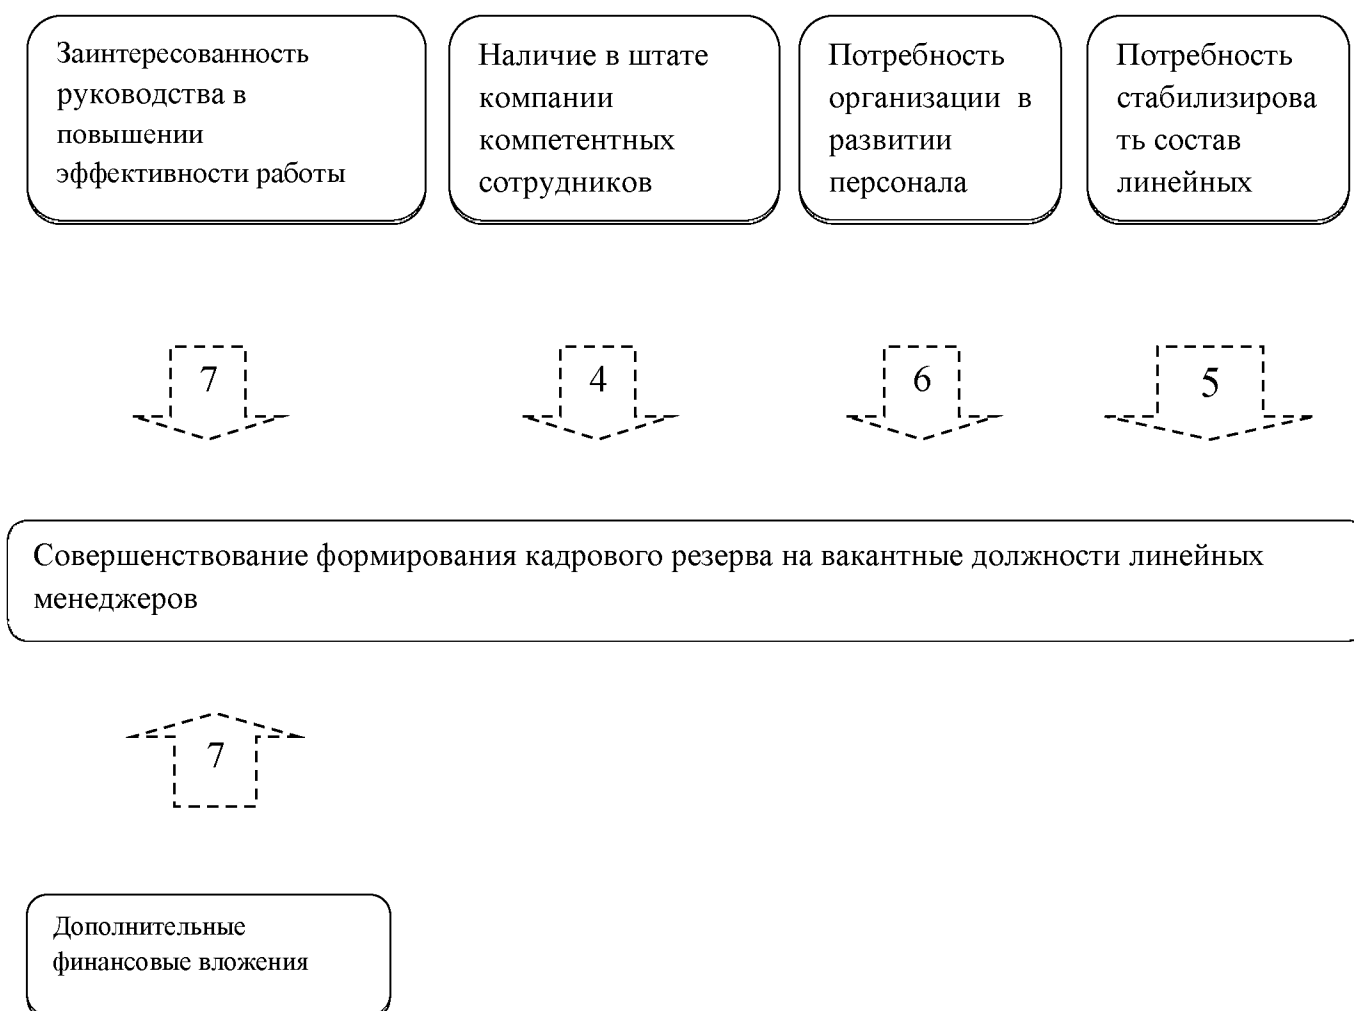 Заинтересованность
руководства в
повышении
эффективности работы
Наличие в штате
компании
компетентных
сотрудников
Потребность
организации в
развитии
персонала
Потребность
стабилизирова
ть состав
линейных
7
4
6
5
Совершенствование формирования кадрового резерва на вакантные должности линейных
менеджеров
7
Дополнительные
финансовые вложения